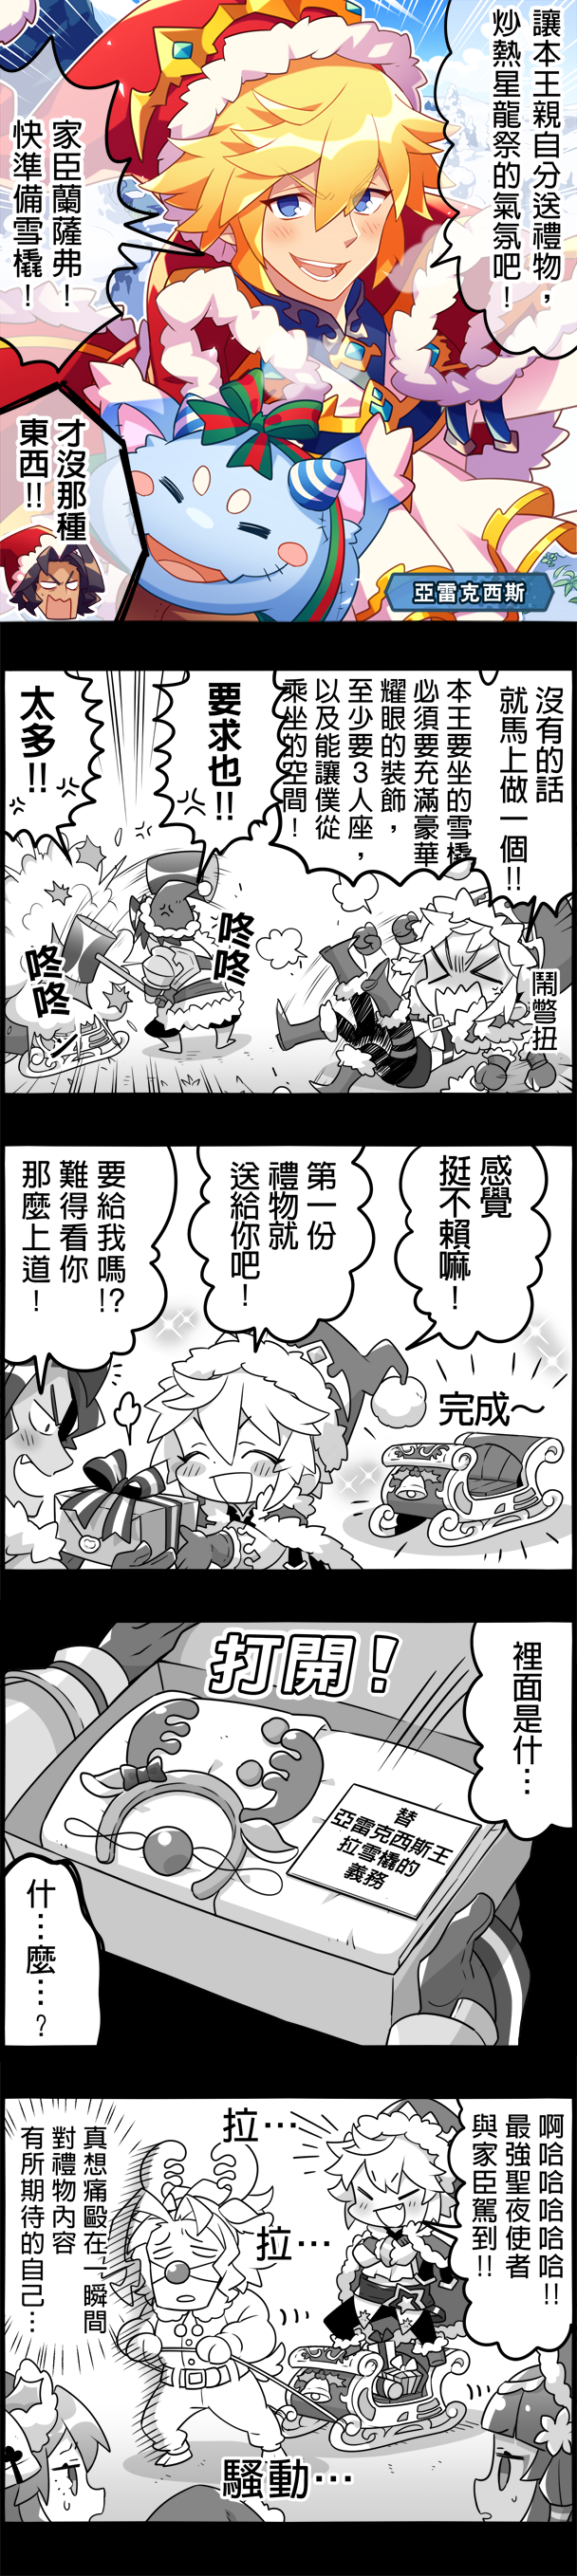 讓本王親自分送禮物，
炒熱星龍祭的氣氛吧！
家臣蘭薩弗！
快準備雪橇！
才沒那種
東西!!
亞雷克西斯
沒有的話
就馬上做一個!!
鬧彆扭
本王要坐的雪橇
必須要充滿豪華
耀眼的裝飾，
至少要3人座，
以及能讓僕從
乘坐的空間！
要求也!!
太多!!
咚咚
咚咚
感覺
挺不賴嘛！
完成～
第一份
禮物就
送給你吧！
要給我嗎!?
難得看你
那麼上道！
裡面是什…
打開！
替
亞雷克西斯王
拉雪橇的
義務
什…麼…?
啊哈哈哈哈哈!!
最強聖夜使者
與家臣駕到!!
拉…
拉…
真想痛毆在一瞬間
對禮物內容
有所期待的自己…
騷動…